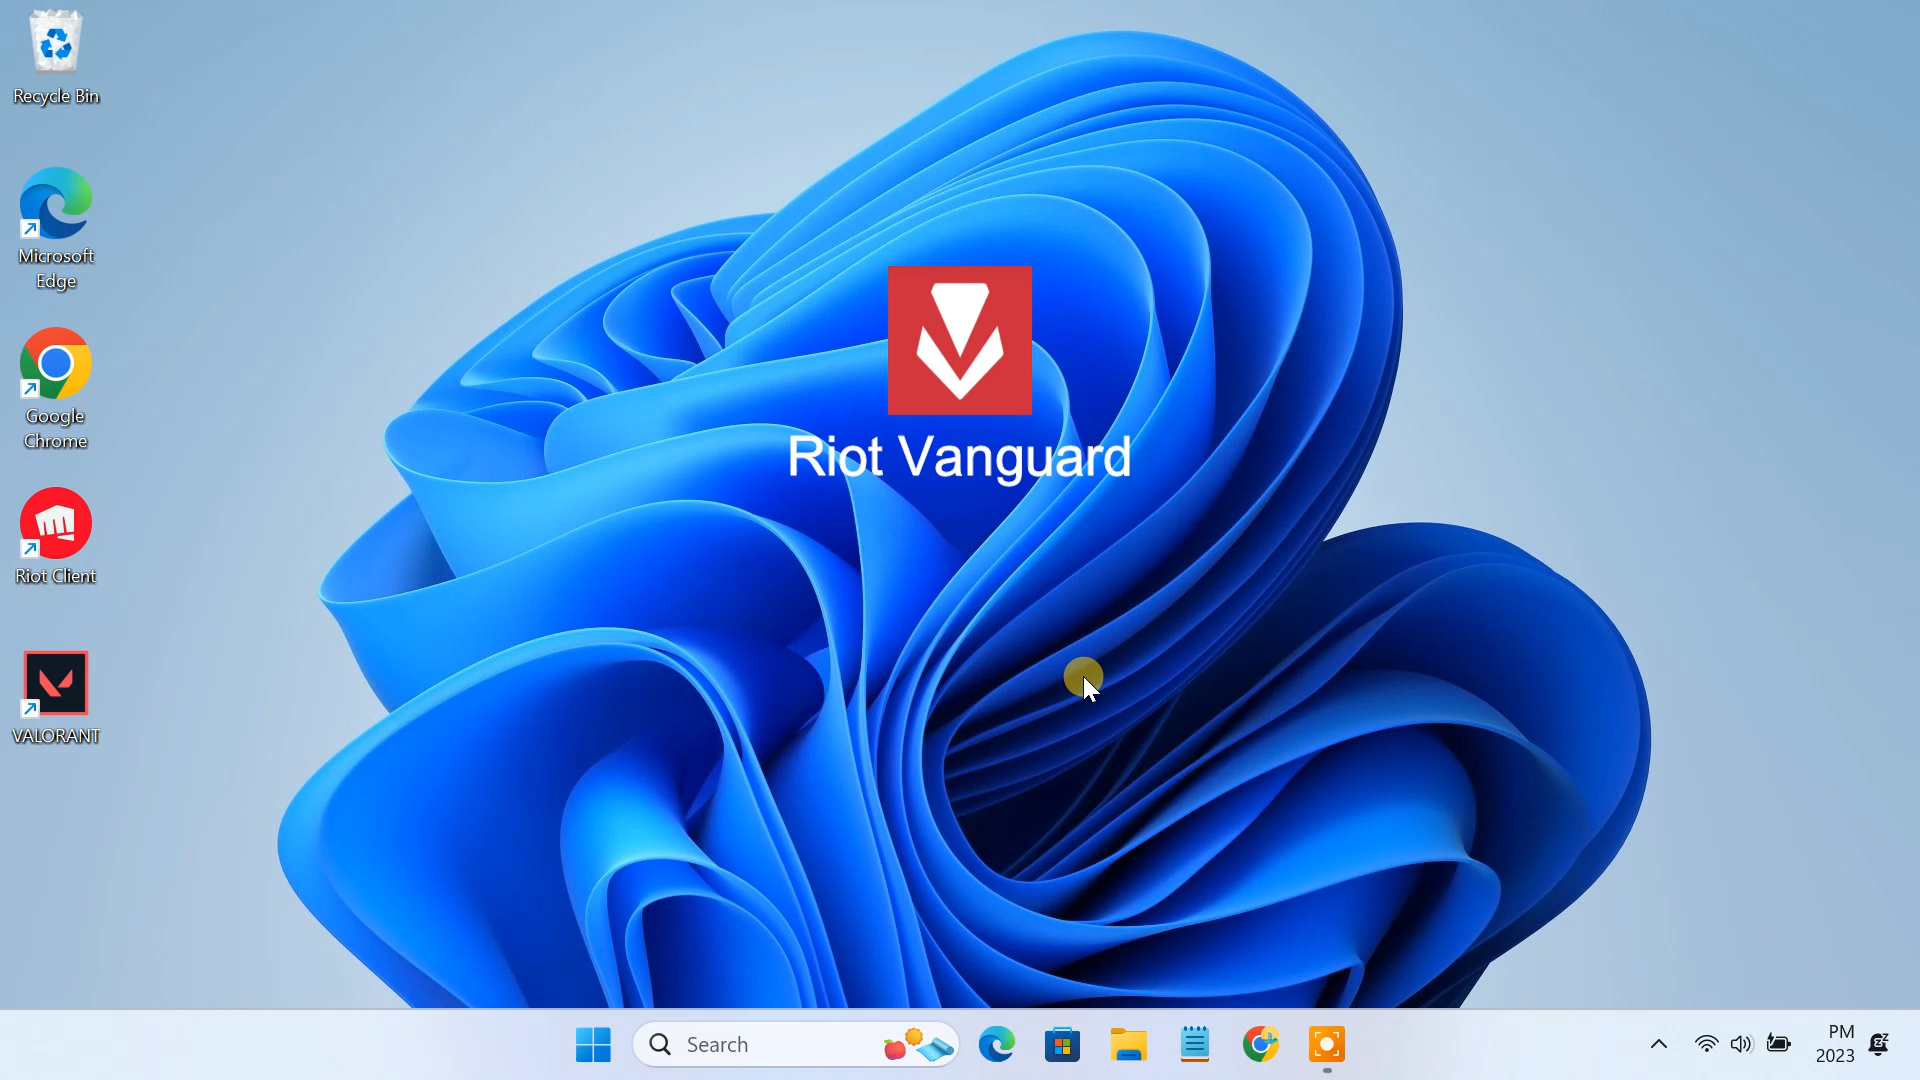 Recycle Bin
Microsoft
Edge
Google
Chrome
Riot Client
VALORANT
Riot Vanguard
Search
PM
2023